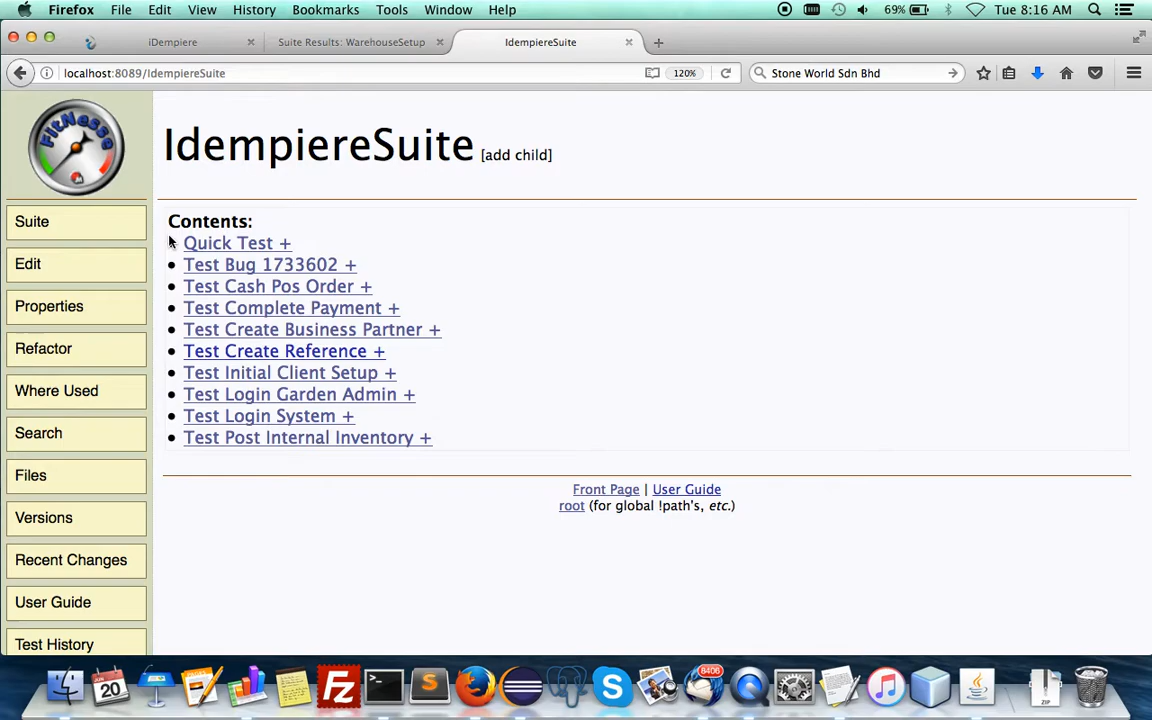 Firefox File Edit View History Bookmarks Tools Window Help 69% Tue 8:16 AM
iDempiere × Suite Results: WarehouseSetup × IdempiereSuite × +
localhost:8089/IdempiereSuite 120% Stone World Sdn Bhd
FitNesse
IdempiereSuite [add child]
Suite
Edit
Properties
Refactor
Where Used
Search
Files
Versions
Recent Changes
User Guide
Test History
Contents:
Quick Test +
• Test Bug 1733602 +
• Test Cash Pos Order +
• Test Complete Payment +
• Test Create Business Partner +
• Test Create Reference +
• Test Initial Client Setup +
• Test Login Garden Admin +
• Test Login System +
• Test Post Internal Inventory +
Front Page | User Guide
root (for global !path's, etc.)
20
8406
ZIP